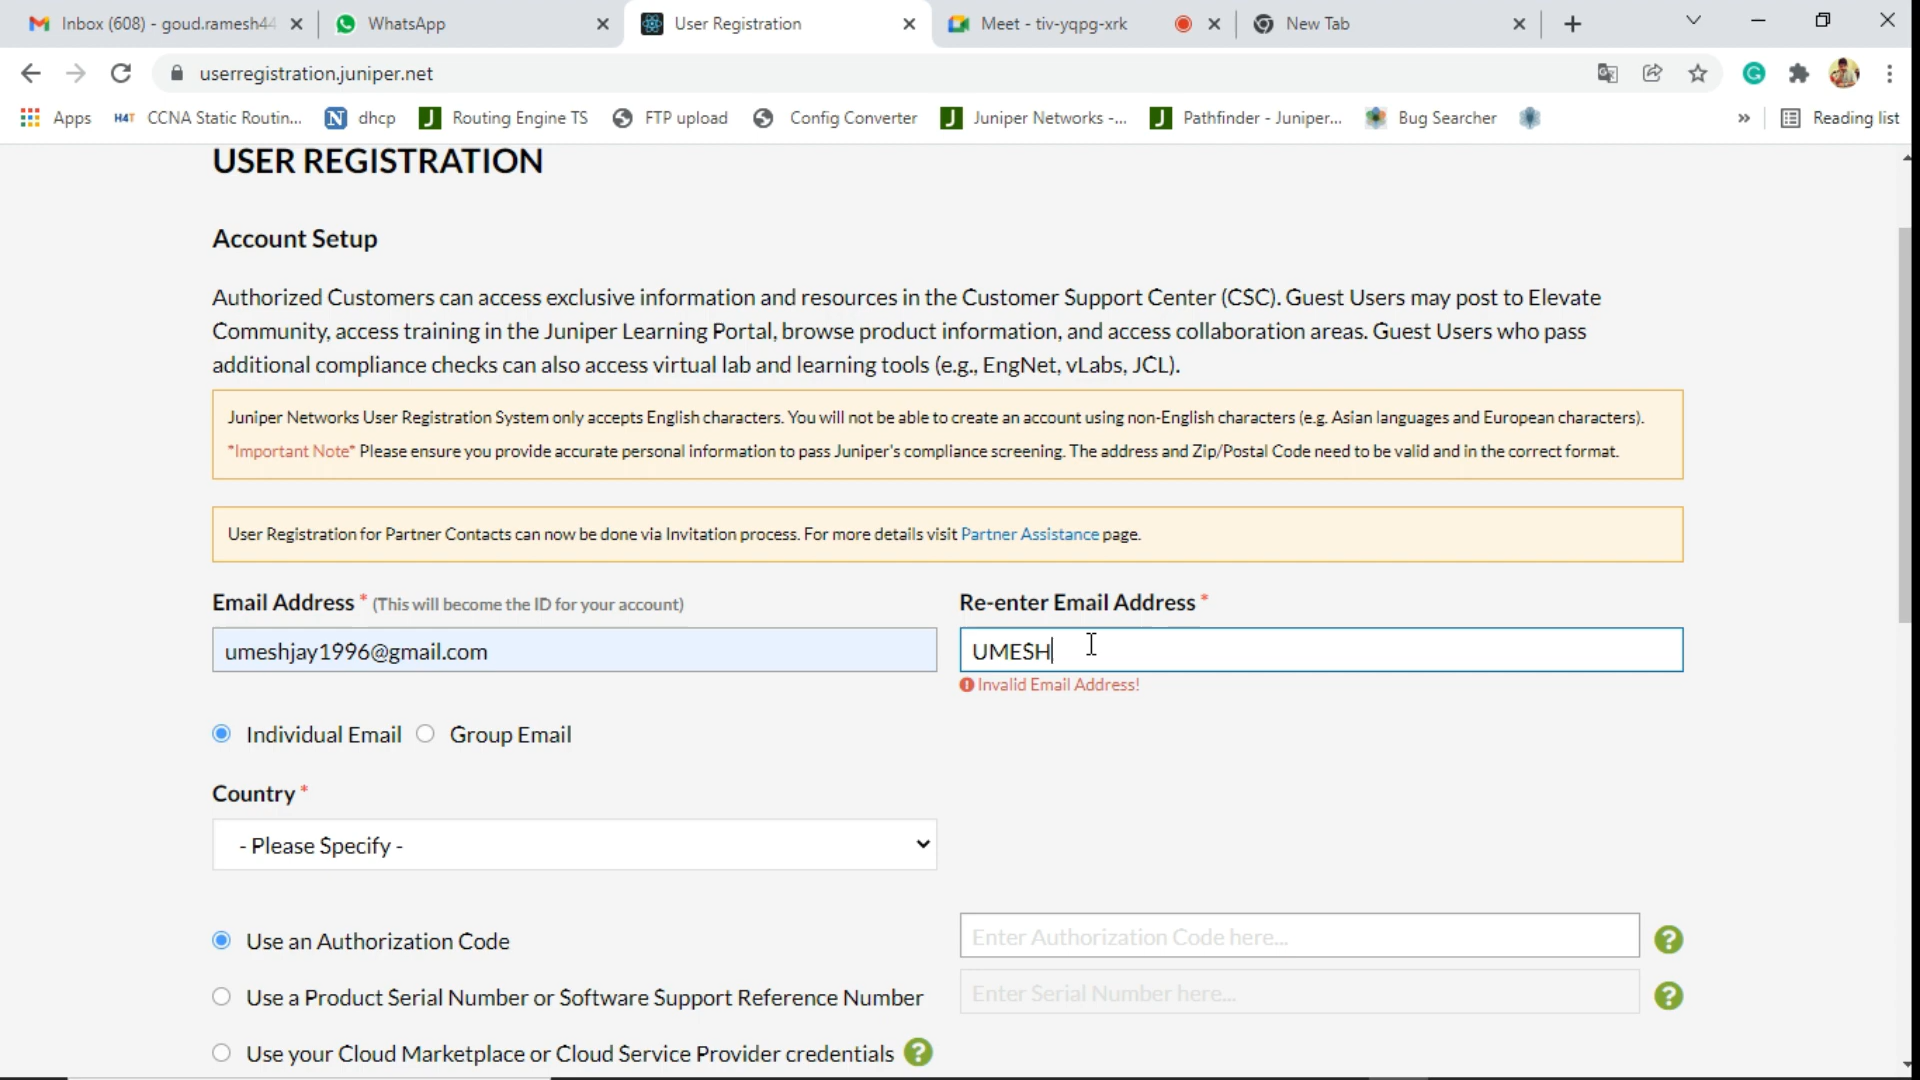 Inbox (608) - goud.ramesh44
WhatsApp
User Registration
Meet - tiv-yqpg-xrk
New Tab
userregistration.juniper.net
Apps
H4T CCNA Static Routin...
N dhcp
J Routing Engine TS
FTP upload
Config Converter
J Juniper Networks -...
J Pathfinder - Juniper...
Bug Searcher
»
Reading list
USER REGISTRATION
Account Setup
Authorized Customers can access exclusive information and resources in the Customer Support Center (CSC). Guest Users may post to Elevate
Community, access training in the Juniper Learning Portal, browse product information, and access collaboration areas. Guest Users who pass
additional compliance checks can also access virtual lab and learning tools (e.g., EngNet, vLabs, JCL).
Juniper Networks User Registration System only accepts English characters. You will not be able to create an account using non-English characters (e.g. Asian languages and European characters).
*Important Note* Please ensure you provide accurate personal information to pass Juniper's compliance screening. The address and Zip/Postal Code need to be valid and in the correct format.
User Registration for Partner Contacts can now be done via Invitation process. For more details visit Partner Assistance page.
Email Address * (This will become the ID for your account)
Re-enter Email Address *
umeshjay1996@gmail.com
UMESH
Invalid Email Address!
Individual Email
Group Email
Country *
- Please Specify -
Use an Authorization Code
Enter Authorization Code here...
?
Use a Product Serial Number or Software Support Reference Number
Enter Serial Number here...
?
Use your Cloud Marketplace or Cloud Service Provider credentials ?